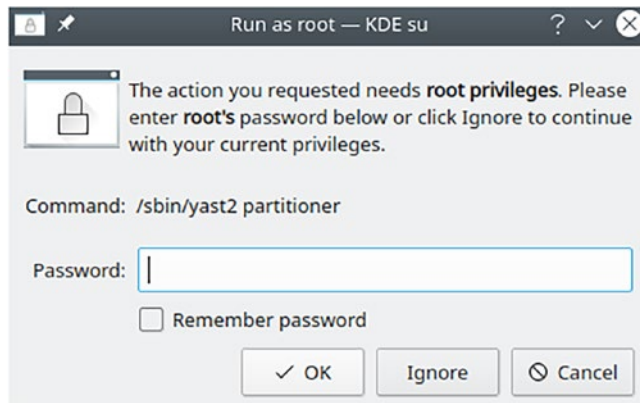 Run as root — KDE su
The action you requested needs root privileges. Please
enter root's password below or click Ignore to continue
with your current privileges.
Command: /sbin/yast2 partitioner
Password:
Remember password
OK Ignore Cancel